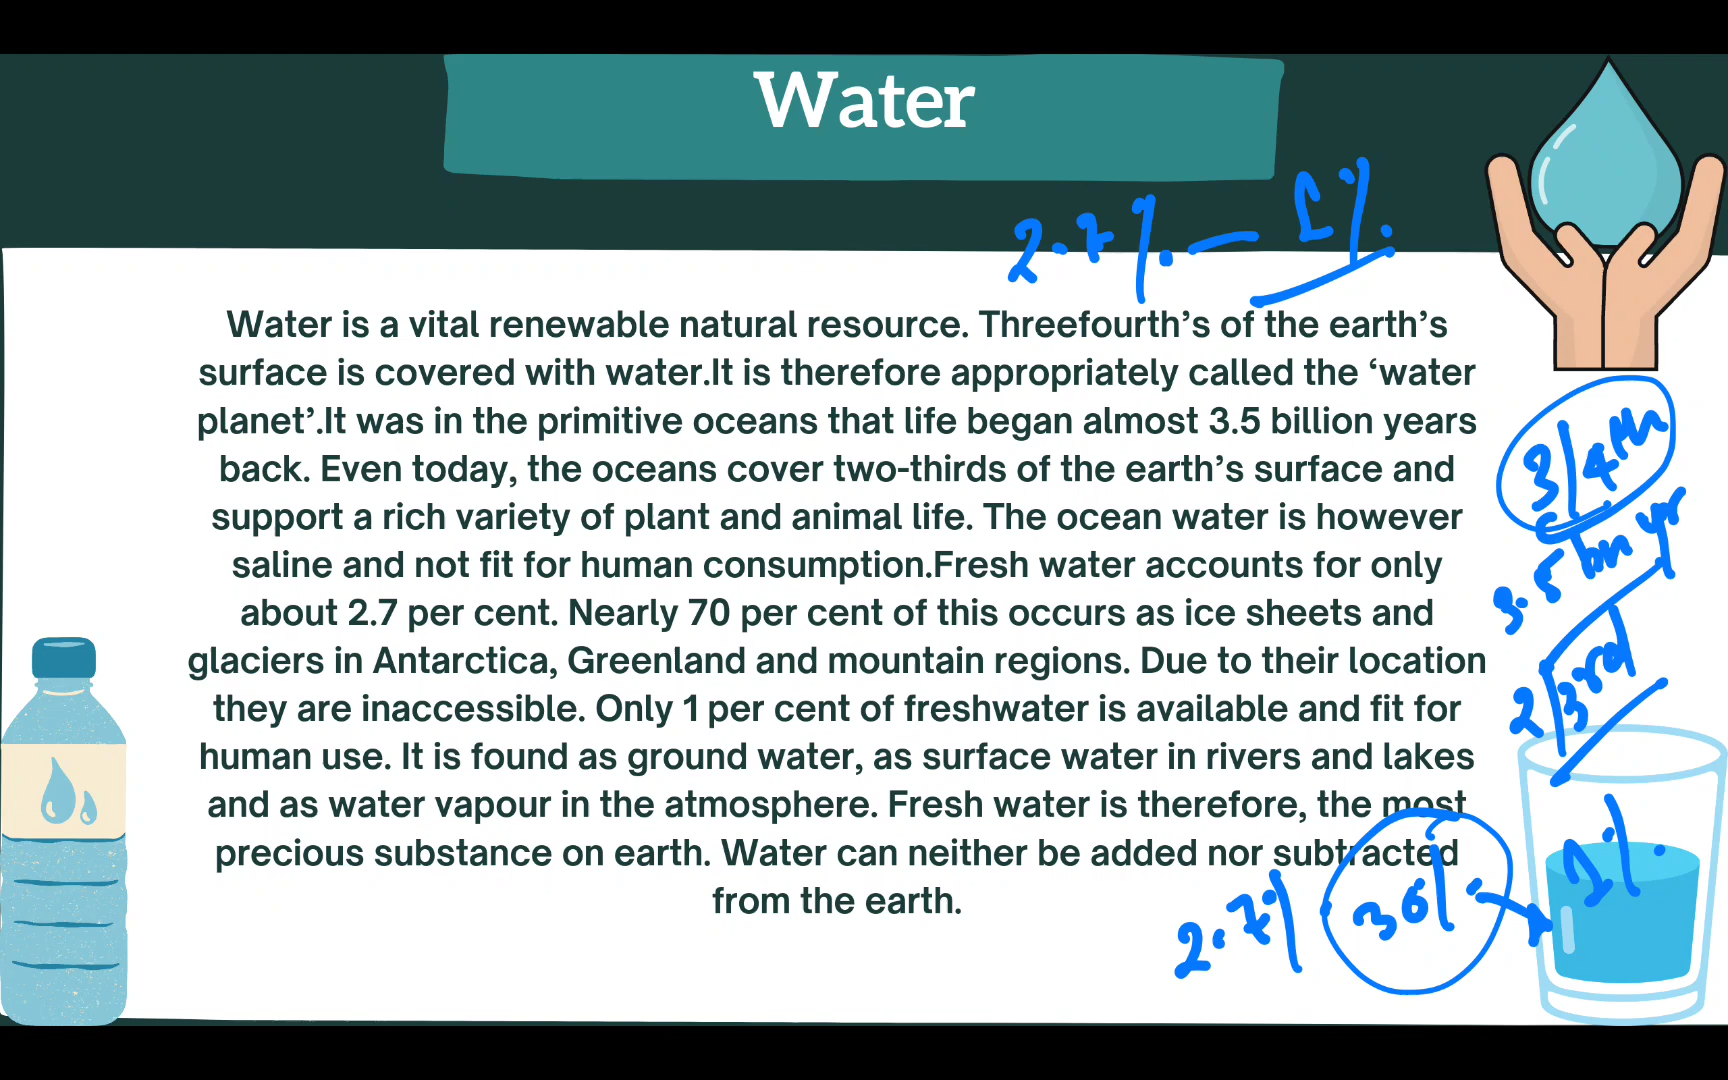 Water
2.7% - 1%
Water is a vital renewable natural resource. Threefourth’s of the earth’s
surface is covered with water.It is therefore appropriately called the ‘water
planet’.It was in the primitive oceans that life began almost 3.5 billion years
back. Even today, the oceans cover two-thirds of the earth’s surface and
support a rich variety of plant and animal life. The ocean water is however
saline and not fit for human consumption.Fresh water accounts for only
about 2.7 per cent. Nearly 70 per cent of this occurs as ice sheets and
glaciers in Antarctica, Greenland and mountain regions. Due to their location
they are inaccessible. Only 1 per cent of freshwater is available and fit for
human use. It is found as ground water, as surface water in rivers and lakes
and as water vapour in the atmosphere. Fresh water is therefore, the most
precious substance on earth. Water can neither be added nor subtracted
from the earth.
3/4th
3.5 bn yr
2/3rd
1%
2.7%
30%